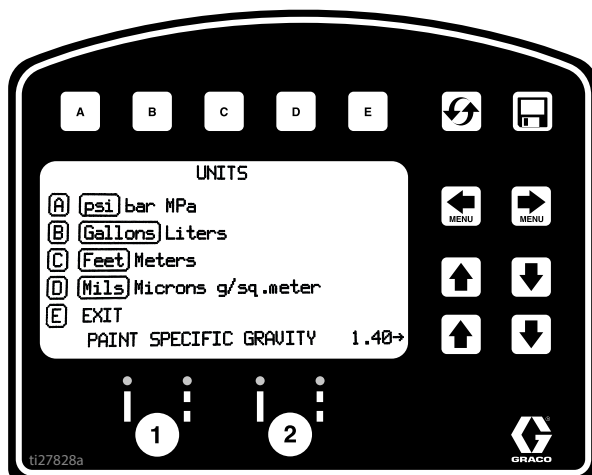 A B C D E
UNITS
A psi bar MPa
MENU MENU
B Gallons Liters
C Feet Meters
D Mils Microns g/sq.meter
E EXIT
PAINT SPECIFIC GRAVITY 1.40→
1 2
ti27828a
GRACO